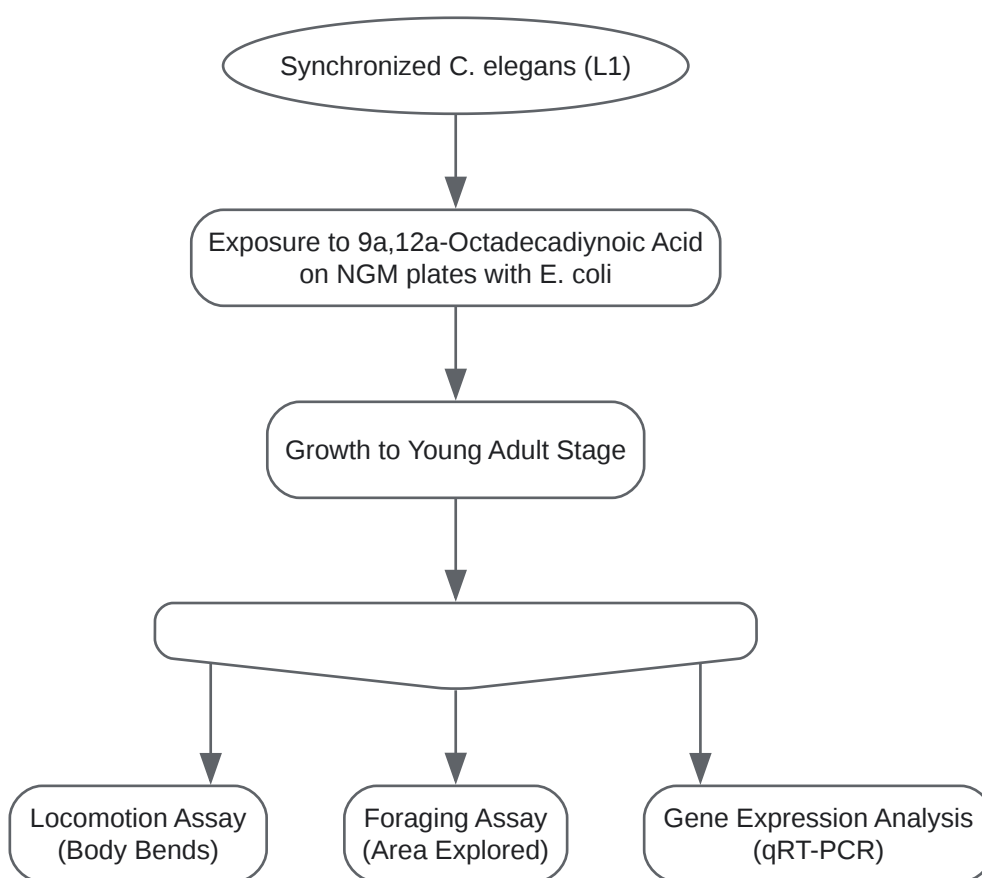 Synchronized C. elegans (L1)
Exposure to 9a,12a-Octadecadiynoic Acid
on NGM plates with E. coli
Growth to Young Adult Stage
Locomotion Assay
(Body Bends)
Foraging Assay
(Area Explored)
Gene Expression Analysis
(qRT-PCR)